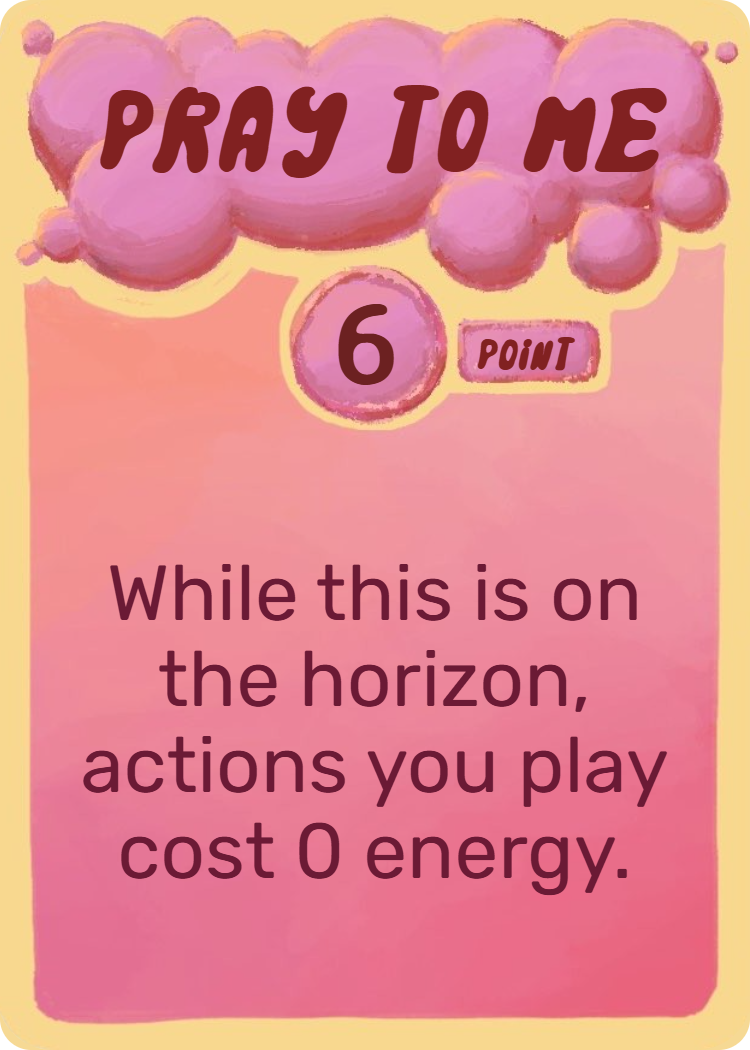 PRAY TO ME
6
POINT
While this is on
the horizon,
actions you play
cost 0 energy.